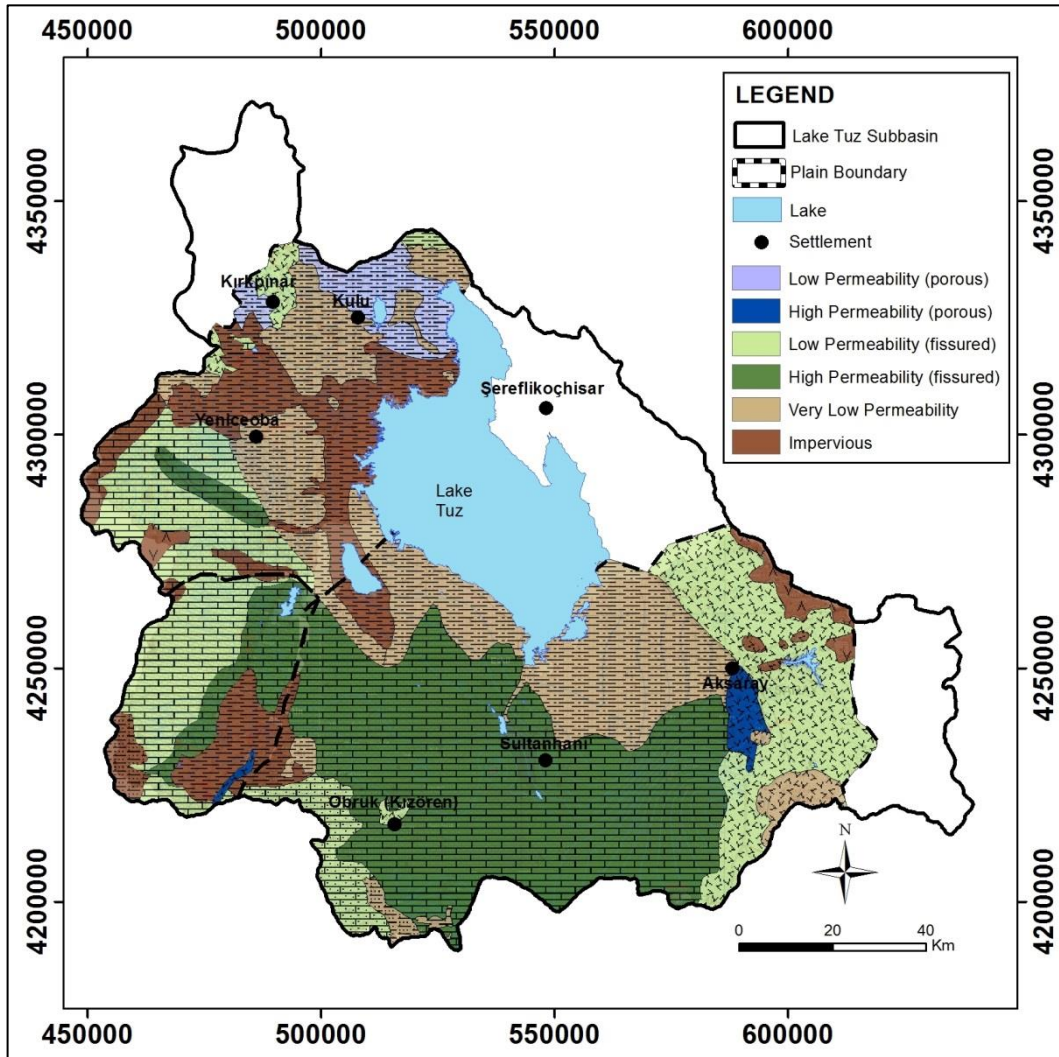 450000 500000 550000 600000
4350000
4300000
4250000
4200000
LEGEND
Lake Tuz Subbasin
Plain Boundary
Lake
Settlement
Low Permeability (porous)
High Permeability (porous)
Low Permeability (fissured)
High Permeability (fissured)
Very Low Permeability
Impervious
Kırkpınar
Kulu
Şereflikoçhisar
Yeniceoba
Lake
Tuz
Aksaray
Sultanhanı
Obruk (Kızören)
N
0 20 40
Km
4350000
4300000
4250000
4200000
450000 500000 550000 600000